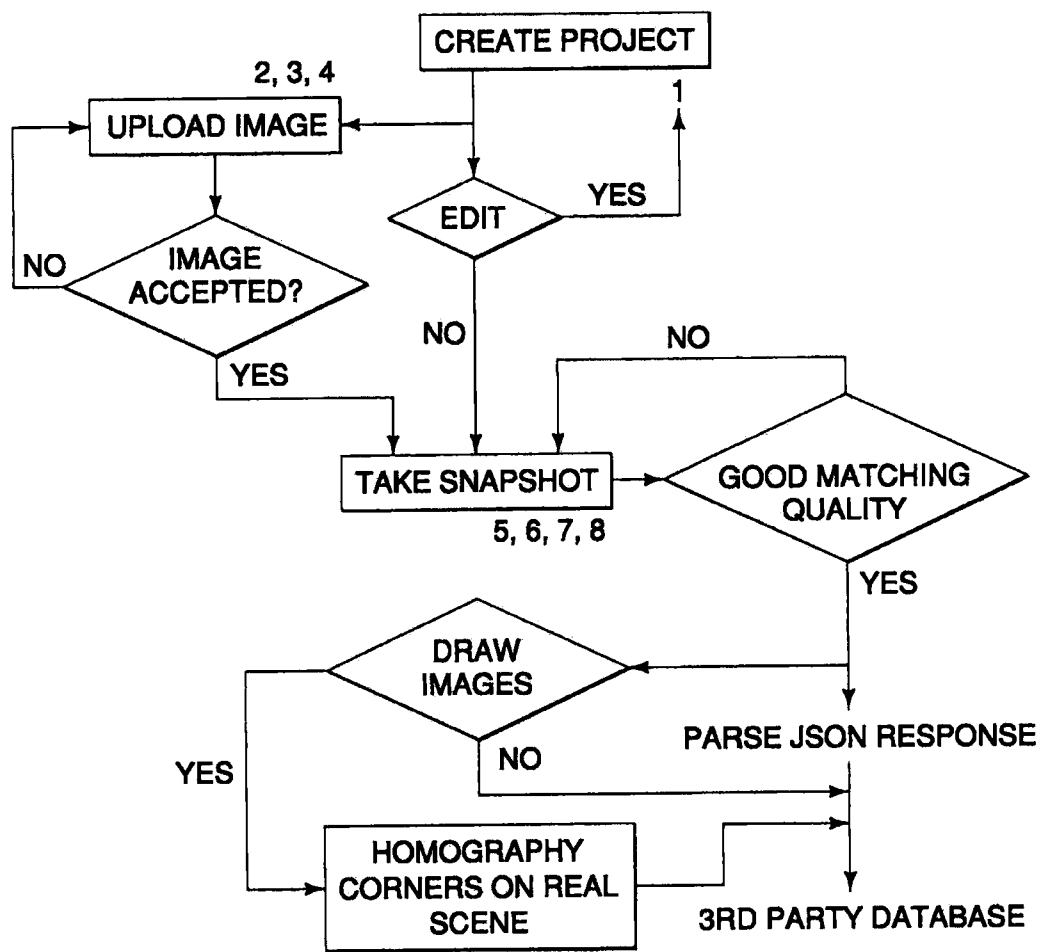 CREATE PROJECT
2, 3, 4
1
UPLOAD IMAGE
YES
EDIT
NO
IMAGE
ACCEPTED?
NO
NO
YES
TAKE SNAPSHOT
GOOD MATCHING
QUALITY
5, 6, 7, 8
YES
DRAW
IMAGES
PARSE JSON RESPONSE
NO
YES
HOMOGRAPHY
CORNERS ON REAL
SCENE
3RD PARTY DATABASE